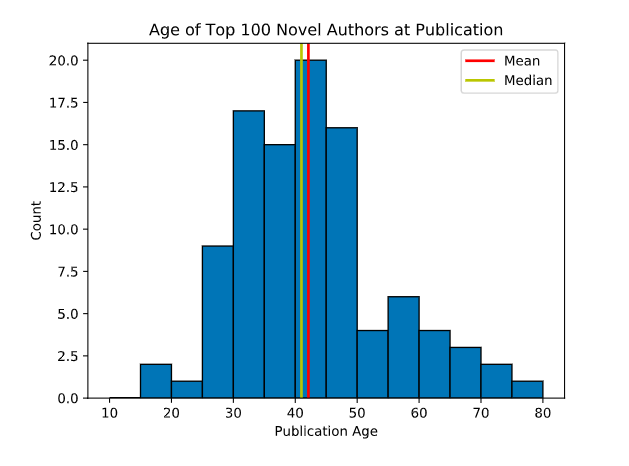 Age of Top 100 Novel Authors at Publication
Mean
Median
20.0
17.5
15.0
12.5
10.0
7.5
5.0
2.5
0.0
Count
10 20 30 40 50 60 70 80
Publication Age